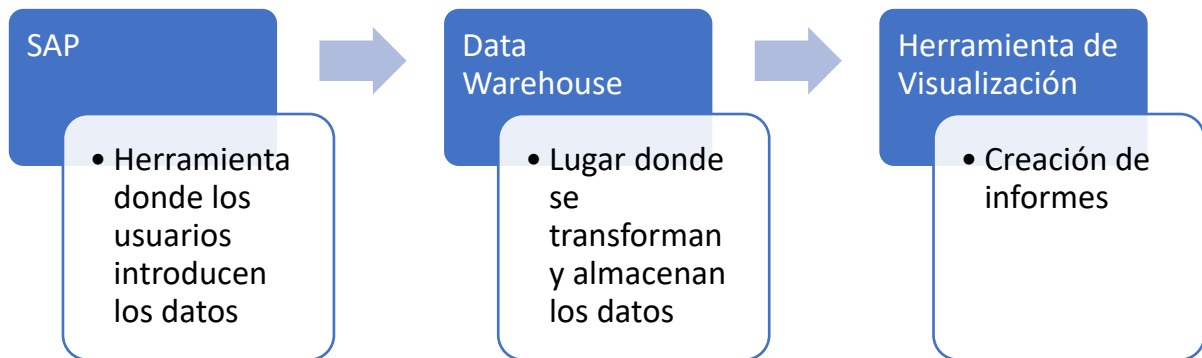 SAP
• Herramienta
donde los
usuarios
introducen
los datos
Data
Warehouse
• Lugar donde
se
transforman
y almacenan
los datos
Herramienta de
Visualización
• Creación de
informes